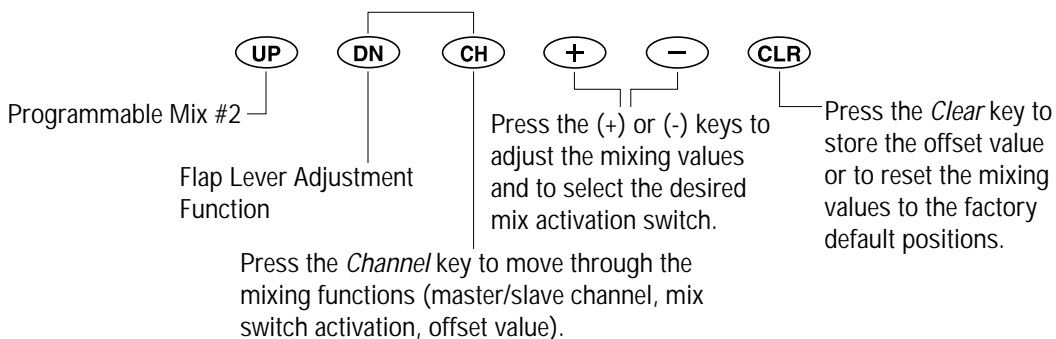 UP DN CH + - CLR
Programmable Mix #2
Flap Lever Adjustment
Function
Press the Channel key to move through the
mixing functions (master/slave channel, mix
switch activation, offset value).
Press the (+) or (-) keys to
adjust the mixing values
and to select the desired
mix activation switch.
Press the Clear key to
store the offset value
or to reset the mixing
values to the factory
default positions.